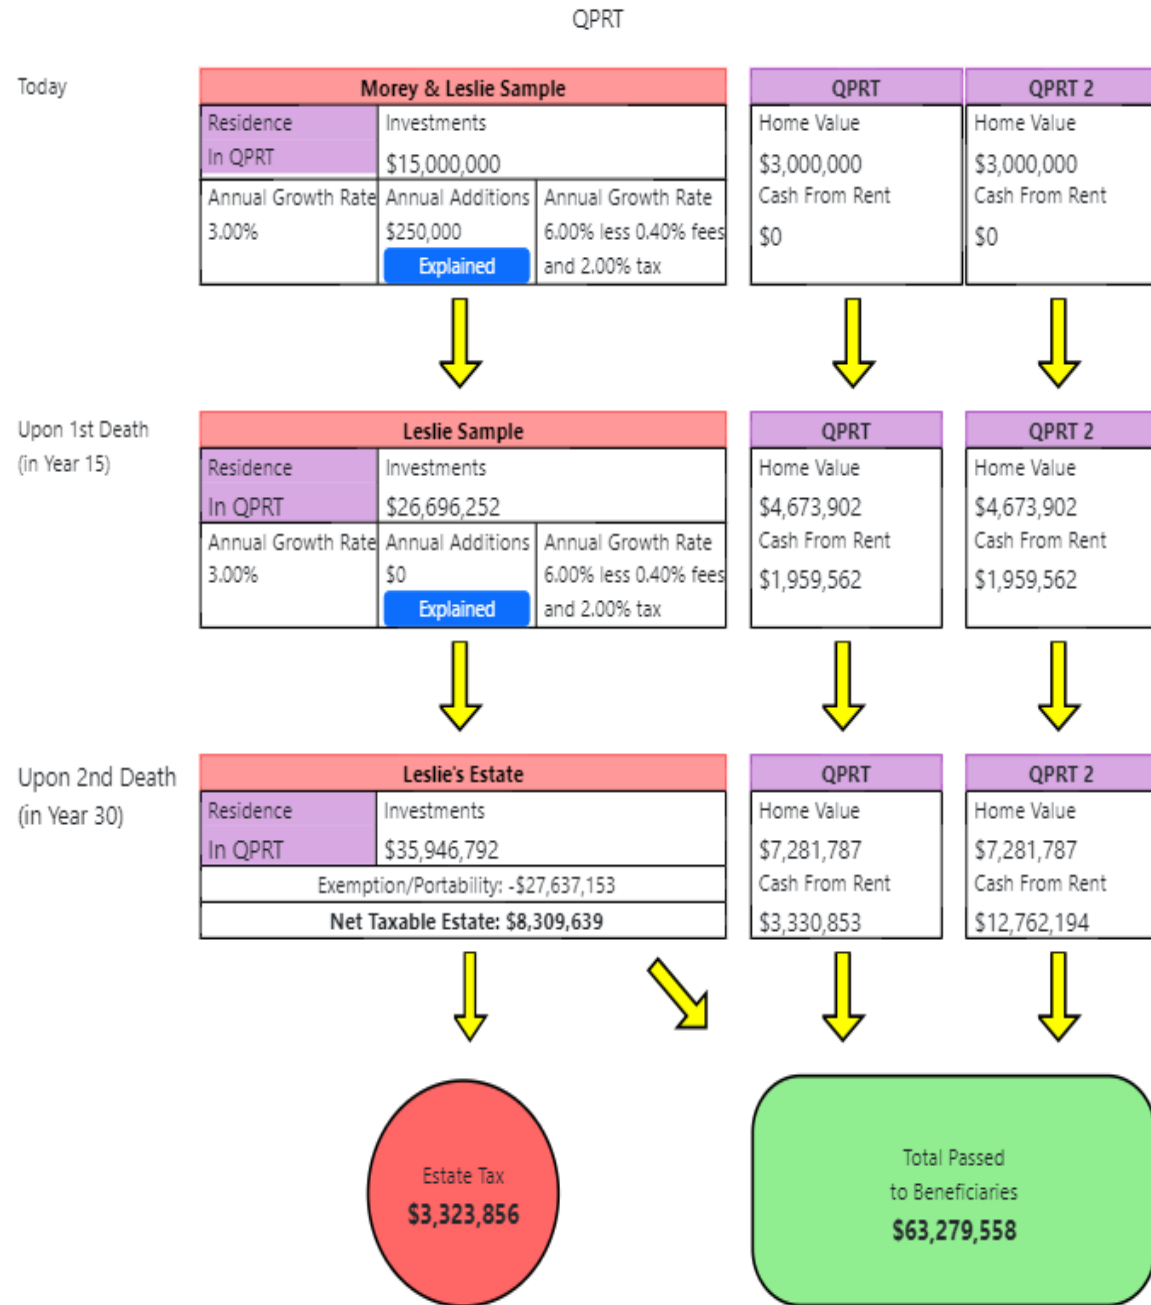 QPRT
Today
Morey & Leslie Sample
Residence
In QPRT
Investments
$15,000,000
Annual Growth Rate
3.00%
Annual Additions
$250,000
Explained
Annual Growth Rate
6.00% less 0.40% fees
and 2.00% tax
QPRT
Home Value
$3,000,000
Cash From Rent
$0
QPRT 2
Home Value
$3,000,000
Cash From Rent
$0
Upon 1st Death
(in Year 15)
Leslie Sample
Residence
In QPRT
Investments
$26,696,252
Annual Growth Rate
3.00%
Annual Additions
$0
Explained
Annual Growth Rate
6.00% less 0.40% fees
and 2.00% tax
QPRT
Home Value
$4,673,902
Cash From Rent
$1,959,562
QPRT 2
Home Value
$4,673,902
Cash From Rent
$1,959,562
Upon 2nd Death
(in Year 30)
Leslie's Estate
Residence
In QPRT
Investments
$35,946,792
Exemption/Portability: -$27,637,153
Net Taxable Estate: $8,309,639
QPRT
Home Value
$7,281,787
Cash From Rent
$3,330,853
QPRT 2
Home Value
$7,281,787
Cash From Rent
$12,762,194
Estate Tax
$3,323,856
Total Passed
to Beneficiaries
$63,279,558